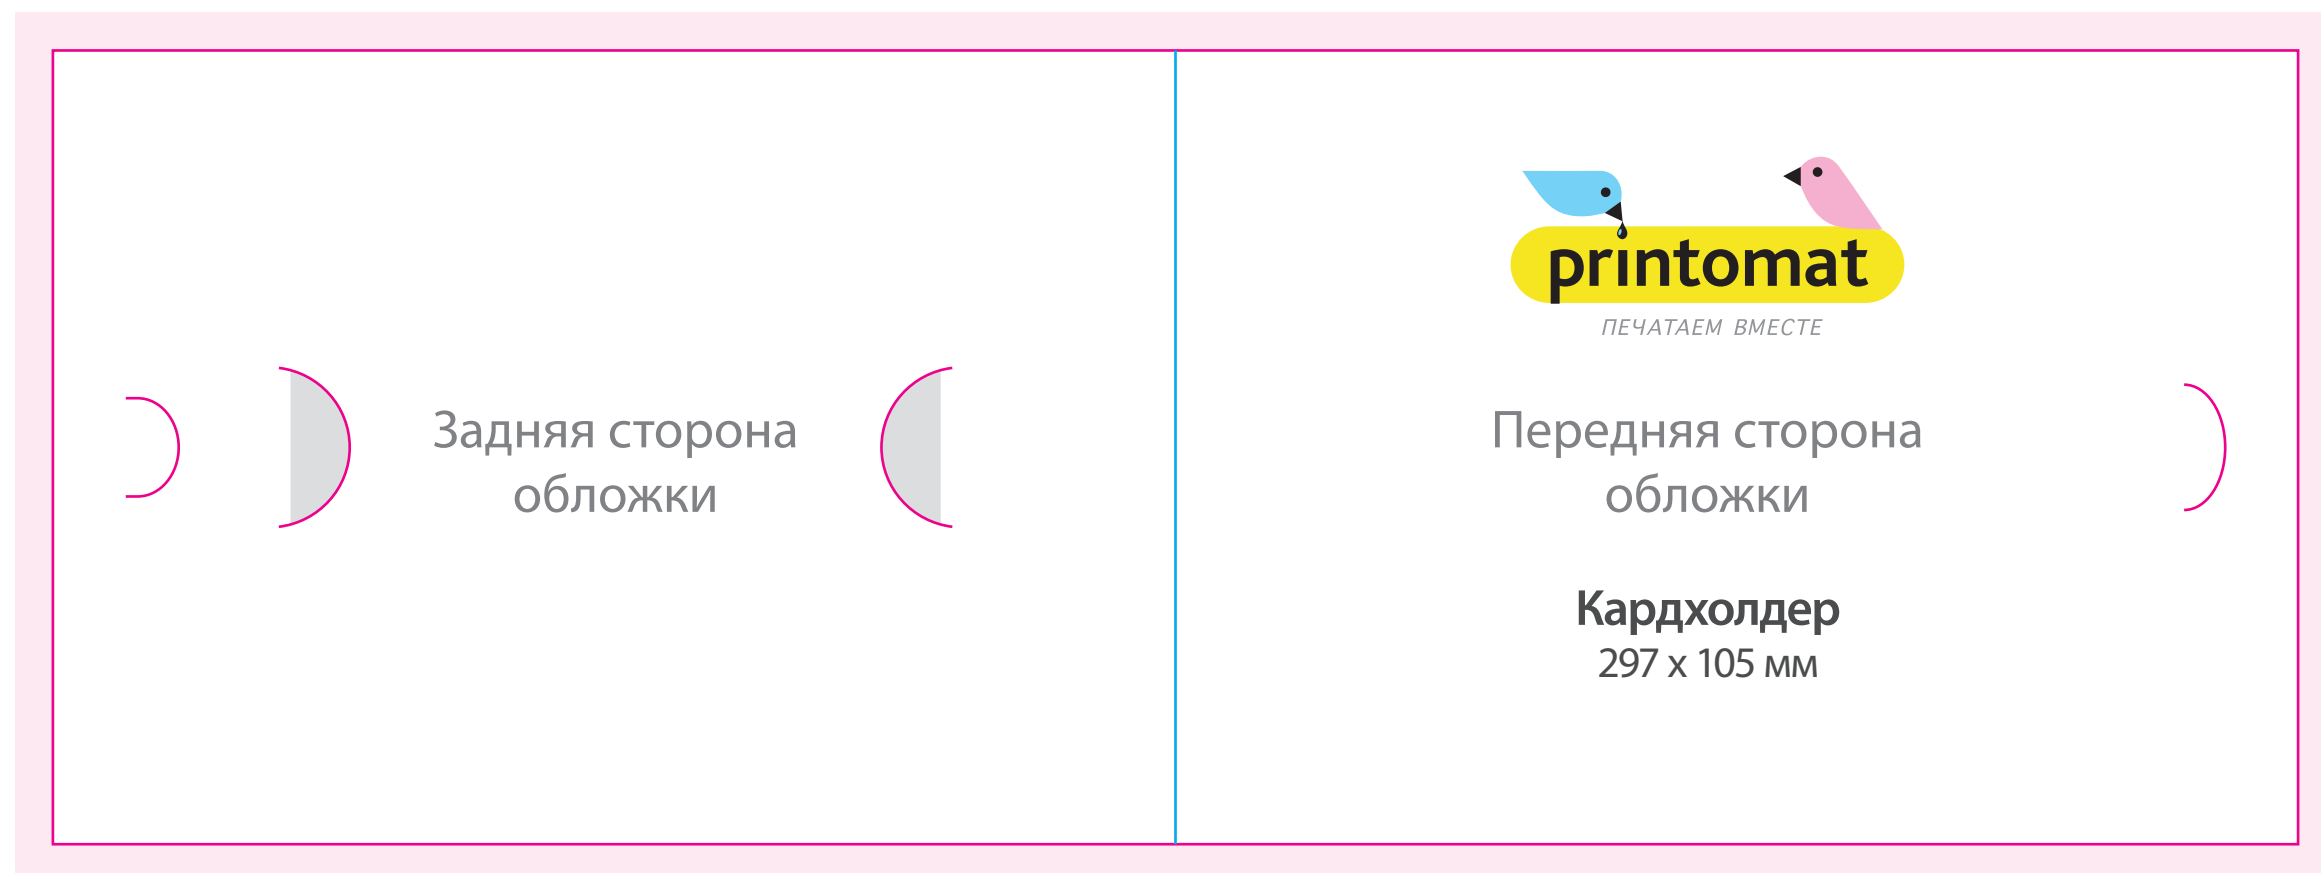 Задняя сторона
обложки
printomat
ПЕЧАТАЕМ ВМЕСТЕ
Передняя сторона
обложки
Кардхолдер
297 х 105 мм